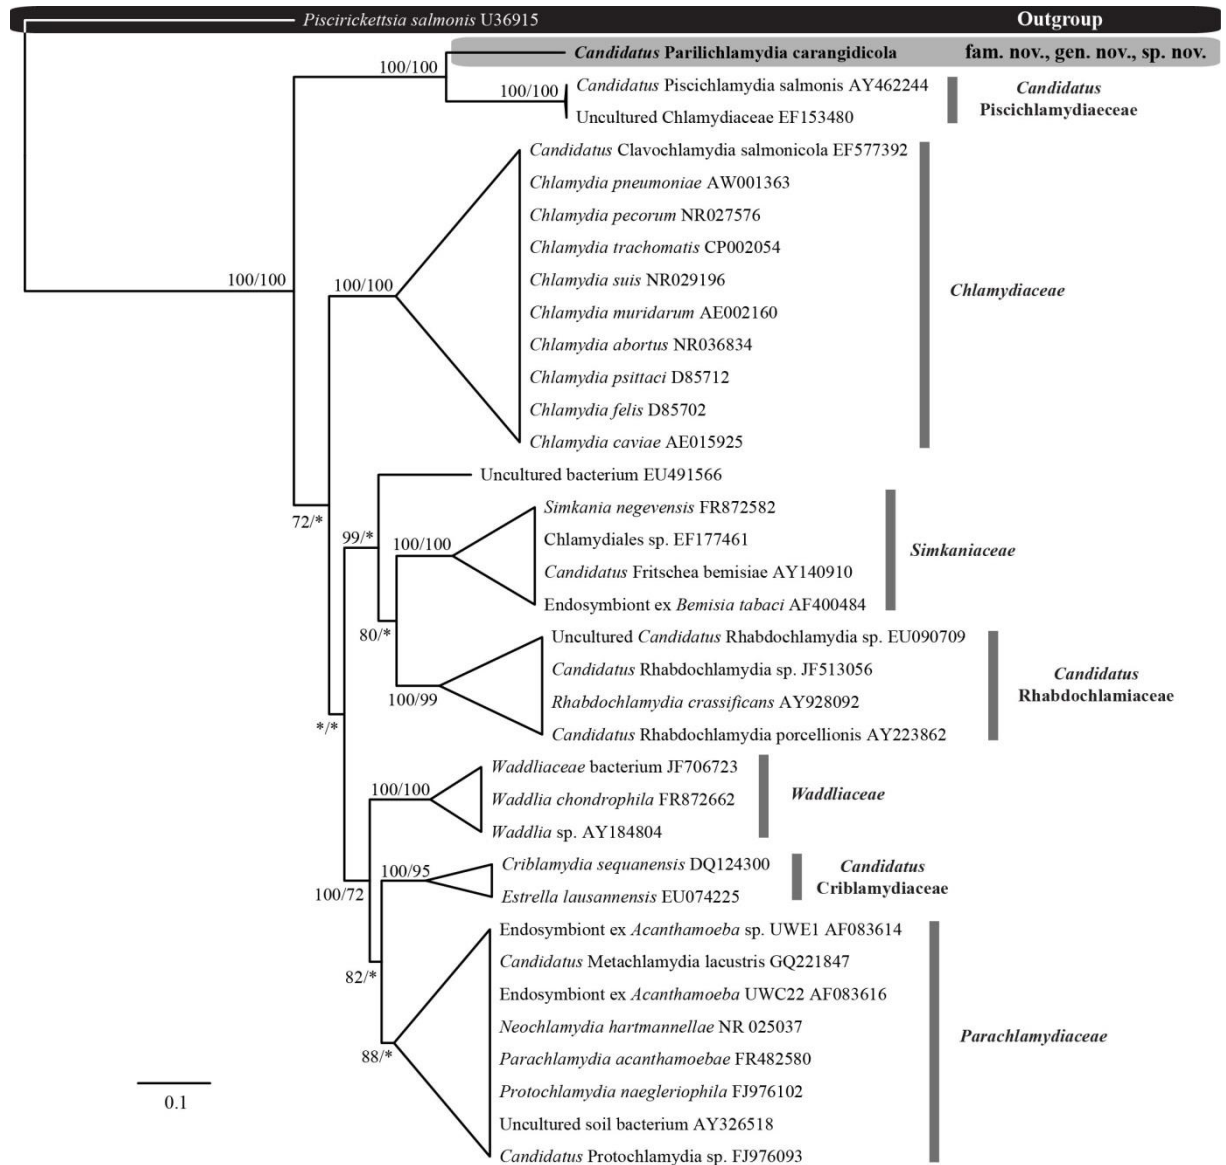 Piscirickettsia salmonis U36915 Outgroup
Candidatus Parilichlamydia carangidicola fam. nov., gen. nov., sp. nov.
100/100
Candidatus Piscichlamydia salmonis AY462244
100/100
Uncultured Chlamydiaceae EF153480
Candidatus
Piscichlamydiaeceae
Candidatus Clavochlamydia salmonicola EF577392
Chlamydia pneumoniae AW001363
Chlamydia pecorum NR027576
Chlamydia trachomatis CP002054
100/100
100/100
Chlamydia suis NR029196
Chlamydiaceae
Chlamydia muridarum AE002160
Chlamydia abortus NR036834
Chlamydia psittaci D85712
Chlamydia felis D85702
Chlamydia caviae AE015925
Uncultured bacterium EU491566
72/*
99/*
Simkania negevensis FR872582
100/100
Chlamydiales sp. EF177461
Simkaniaceae
Candidatus Fritschea bemisiae AY140910
Endosymbiont ex Bemisia tabaci AF400484
80/*
Uncultured Candidatus Rhabdochlamydia sp. EU090709
Candidatus Rhabdochlamydia sp. JF513056
Candidatus
Rhabdochlamiaceae
100/99
Rhabdochlamydia crassificans AY928092
*/*
Candidatus Rhabdochlamydia porcellionis AY223862
Waddliaceae bacterium JF706723
100/100
Waddlia chondrophila FR872662
Waddliaceae
Waddlia sp. AY184804
Criblamydia sequanensis DQ124300
100/95
Candidatus
Criblamydiaceae
100/72
Estrella lausannensis EU074225
Endosymbiont ex Acanthamoeba sp. UWE1 AF083614
Candidatus Metachlamydia lacustris GQ221847
82/*
Endosymbiont ex Acanthamoeba UWC22 AF083616
Neochlamydia hartmannellae NR 025037
Parachlamydiaceae
88/*
Parachlamydia acanthamoebae FR482580
Protochlamydia naegleriophila FJ976102
0.1
Uncultured soil bacterium AY326518
Candidatus Protochlamydia sp. FJ976093